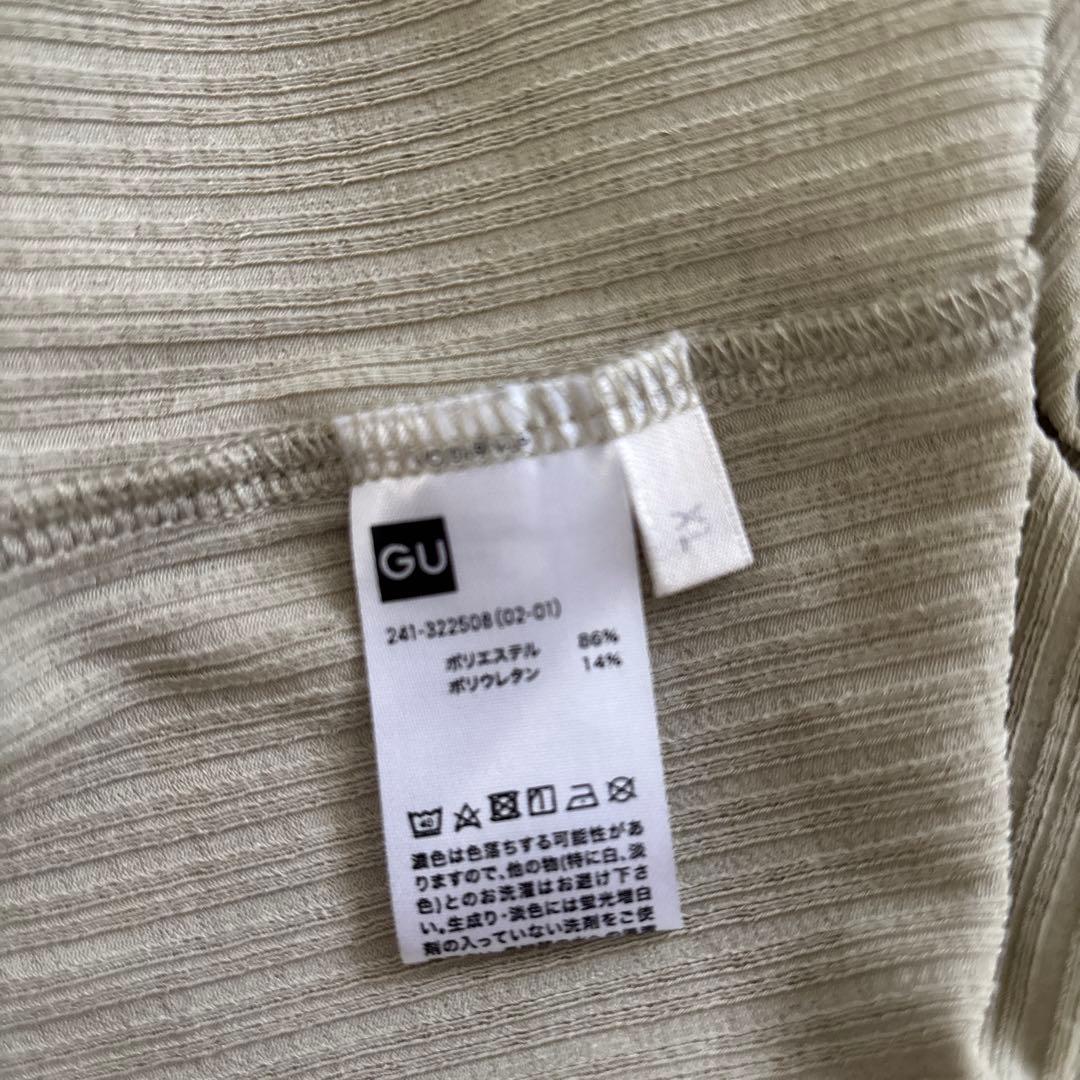 GU
XL
241-322508(02-01)
ポリエステル 86%
ポリウレタン 14%
40
濃色は色落ちする可能性があ
りますので、他の物(特に白、淡
色)とのお洗濯はお避け下さ
い。生成り・淡色には蛍光増白
剤の入っていない洗剤をご使